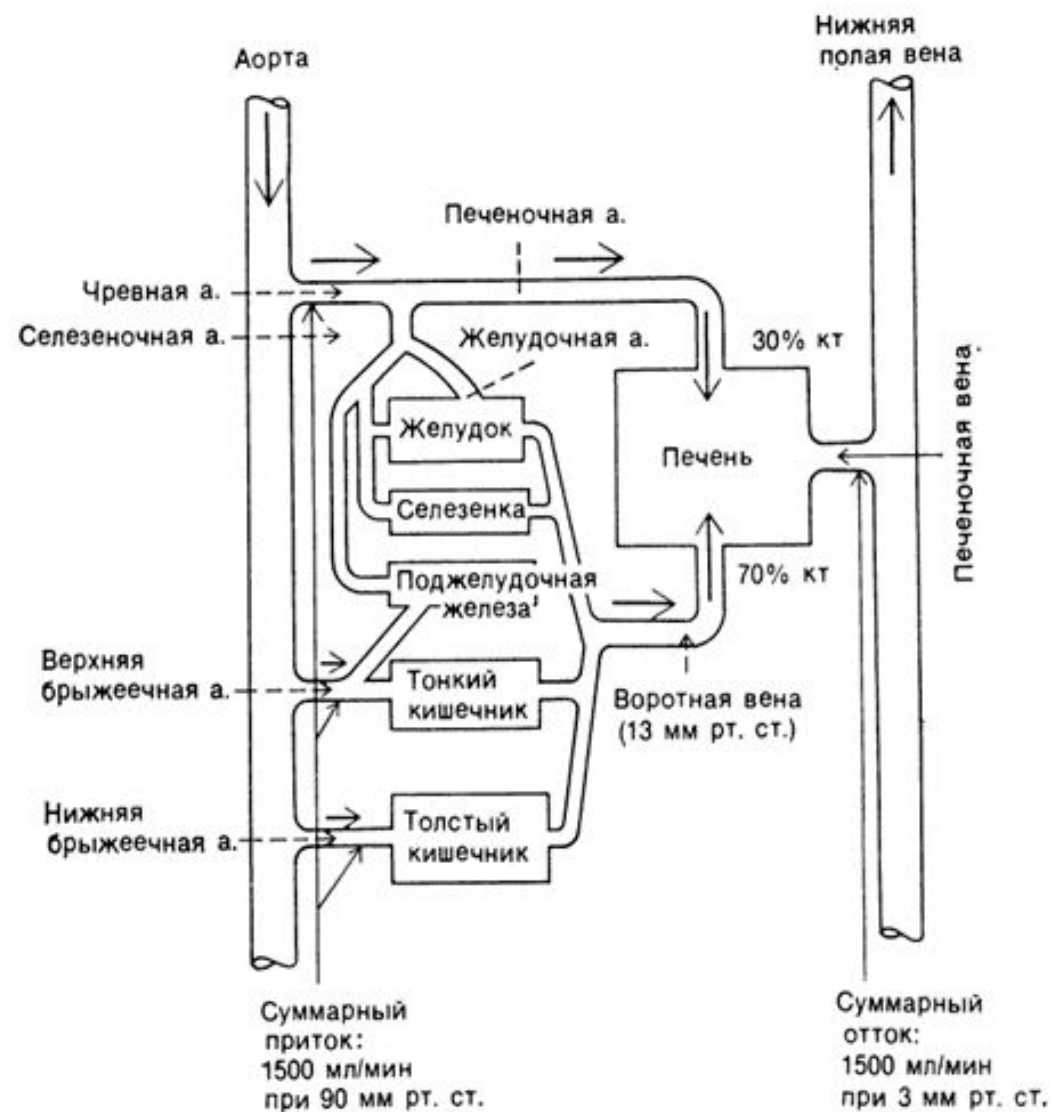 Аорта
Нижняя
полая вена
Печеночная а.
Чревная а.
Селезеночная а.
Желудочная а.
30% кт
Желудок
Печень
Печеночная вена
Селезенка
70% кт
Поджелудочная
железа
Верхняя
брыжеечная а.
Тонкий
кишечник
Воротная вена
(13 мм рт. ст.)
Нижняя
брыжеечная а.
Толстый
кишечник
Суммарный
приток:
1500 мл/мин
при 90 мм рт. ст.
Суммарный
отток:
1500 мл/мин
при 3 мм рт. ст.